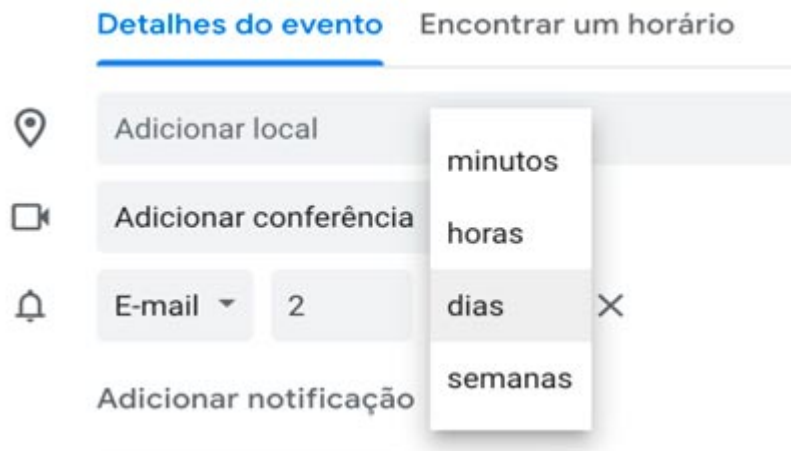 Detalhes do evento Encontrar um horário
Adicionar local
minutos
Adicionar conferência
horas
E-mail 2 dias
semanas
Adicionar notificação